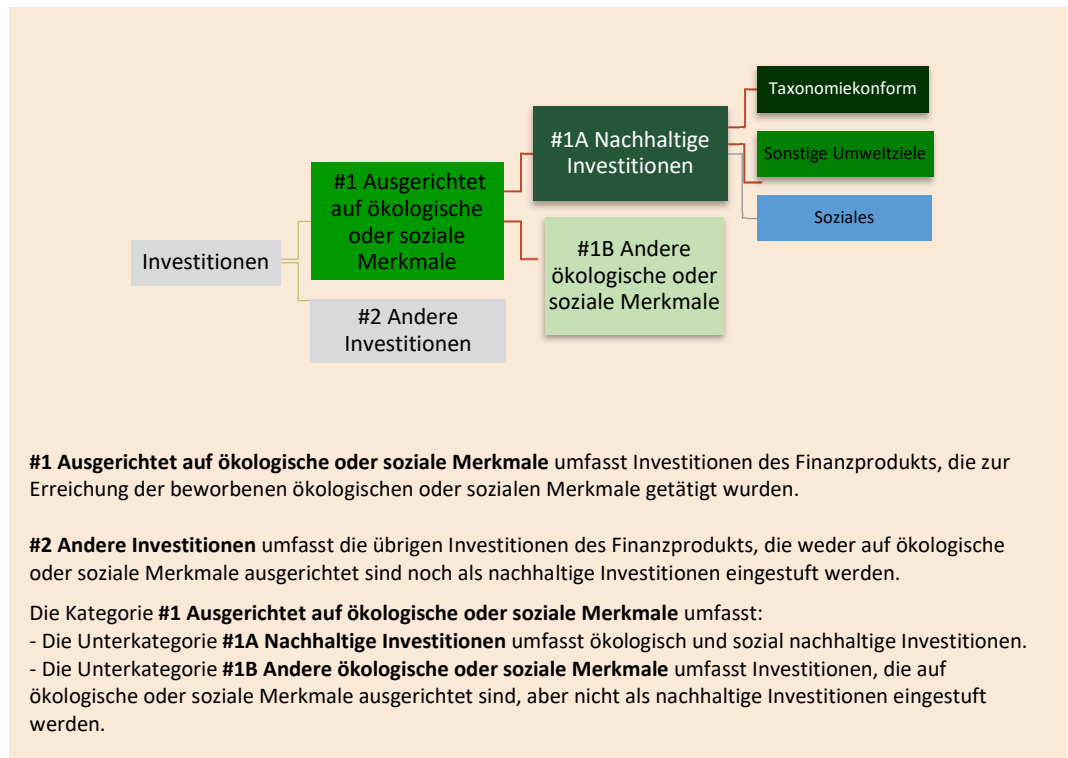 Taxonomiekonform
#1A Nachhaltige
Investitionen
Sonstige Umweltziele
#1 Ausgerichtet
auf ökologische
oder soziale
Merkmale
Soziales
Investitionen
#1B Andere
ökologische oder
soziale Merkmale
#2 Andere
Investitionen
#1 Ausgerichtet auf ökologische oder soziale Merkmale umfasst Investitionen des Finanzprodukts, die zur
Erreichung der beworbenen ökologischen oder sozialen Merkmale getätigt wurden.
#2 Andere Investitionen umfasst die übrigen Investitionen des Finanzprodukts, die weder auf ökologische
oder soziale Merkmale ausgerichtet sind noch als nachhaltige Investitionen eingestuft werden.
Die Kategorie #1 Ausgerichtet auf ökologische oder soziale Merkmale umfasst:
- Die Unterkategorie #1A Nachhaltige Investitionen umfasst ökologisch und sozial nachhaltige Investitionen.
- Die Unterkategorie #1B Andere ökologische oder soziale Merkmale umfasst Investitionen, die auf
ökologische oder soziale Merkmale ausgerichtet sind, aber nicht als nachhaltige Investitionen eingestuft
werden.